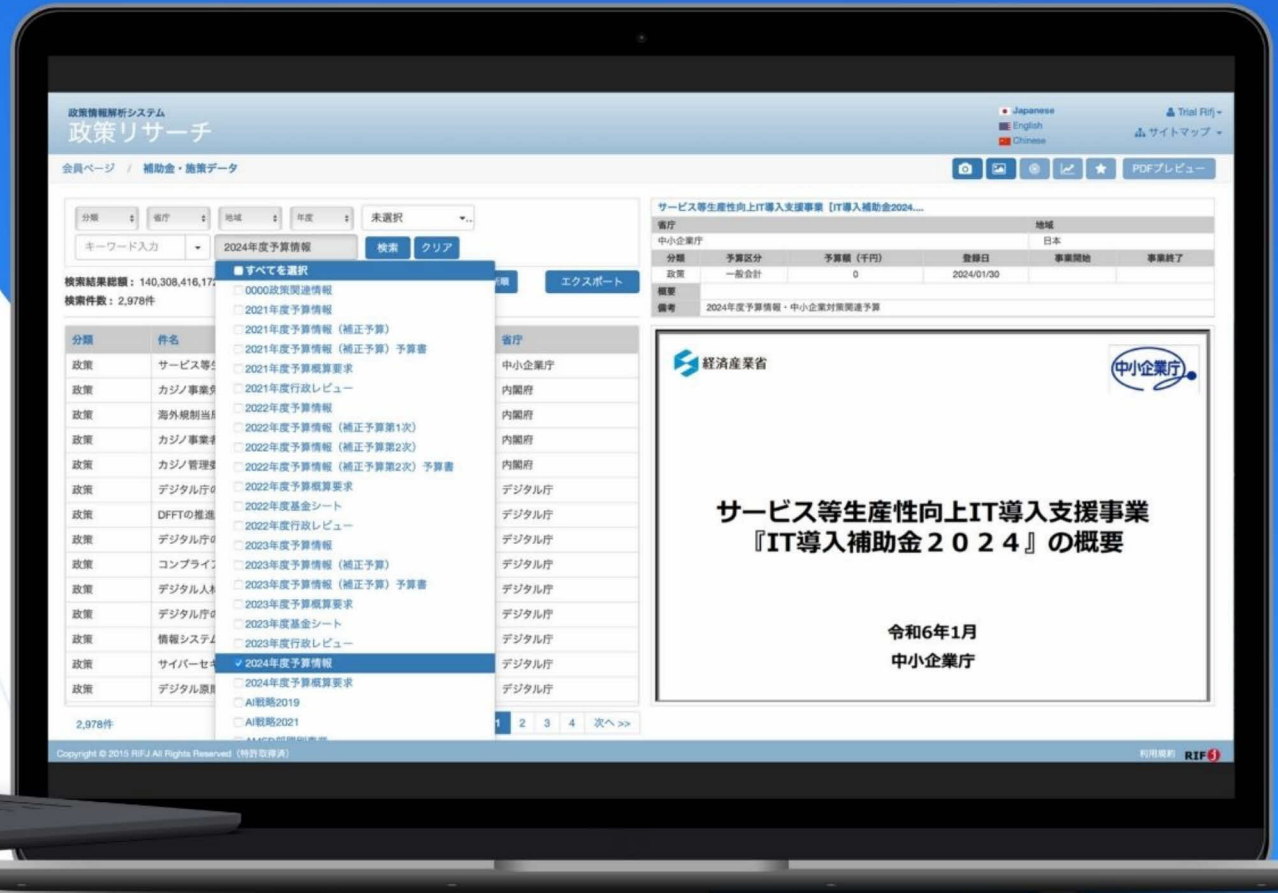 政策情報解析システム
政策リサーチ
Japanese
English
Chinese
Trial Rifj
サイトマップ
会員ページ / 補助金・施策データ
PDFプレビュー
分類 省庁 地域 年度 未選択
キーワード入力 2024年度予算情報 検索 クリア
検索結果総額：140,308,416,17
エクスポート
検索件数：2,978件
すべてを選択
0000政策関連情報
2021年度予算情報
2021年度予算情報（補正予算）
2021年度予算情報（補正予算）予算書
2021年度予算概算要求
2021年度行政レビュー
2022年度予算情報
2022年度予算情報（補正予算第1次）
2022年度予算情報（補正予算第2次）
2022年度予算情報（補正予算第2次）予算書
2022年度予算概算要求
2022年度基金シート
2022年度行政レビュー
2023年度予算情報
2023年度予算情報（補正予算）
2023年度予算情報（補正予算）予算書
2023年度予算概算要求
2023年度基金シート
2023年度行政レビュー
2024年度予算情報
2024年度予算概算要求
AI戦略2019
AI戦略2021
分類 件名 省庁
政策 サービス等 中小企業庁
政策 カジノ事業 内閣府
政策 海外規制当 内閣府
政策 カジノ事業者 内閣府
政策 カジノ管理委 内閣府
政策 デジタル庁の デジタル庁
政策 DFFTの推進 デジタル庁
政策 デジタル庁の デジタル庁
政策 コンプライ デジタル庁
政策 デジタル人材 デジタル庁
政策 デジタル庁の デジタル庁
政策 情報システム デジタル庁
政策 サイバーセキ デジタル庁
政策 デジタル原則 デジタル庁
2,978件
1 2 3 4 次へ >>
サービス等生産性向上IT導入支援事業［IT導入補助金2024....
省庁 地域
中小企業庁 日本
分類 予算区分 予算額（千円） 登録日 事業開始 事業終了
政策 一般会計 0 2024/01/30
概要
備考 2024年度予算情報・中小企業対策関連予算
経済産業省
中小企業庁
サービス等生産性向上IT導入支援事業
『IT導入補助金２０２４』の概要
令和6年1月
中小企業庁
Copyright © 2015 RIFJ All Rights Reserved（特許取得済）
利用規約 RIFJ